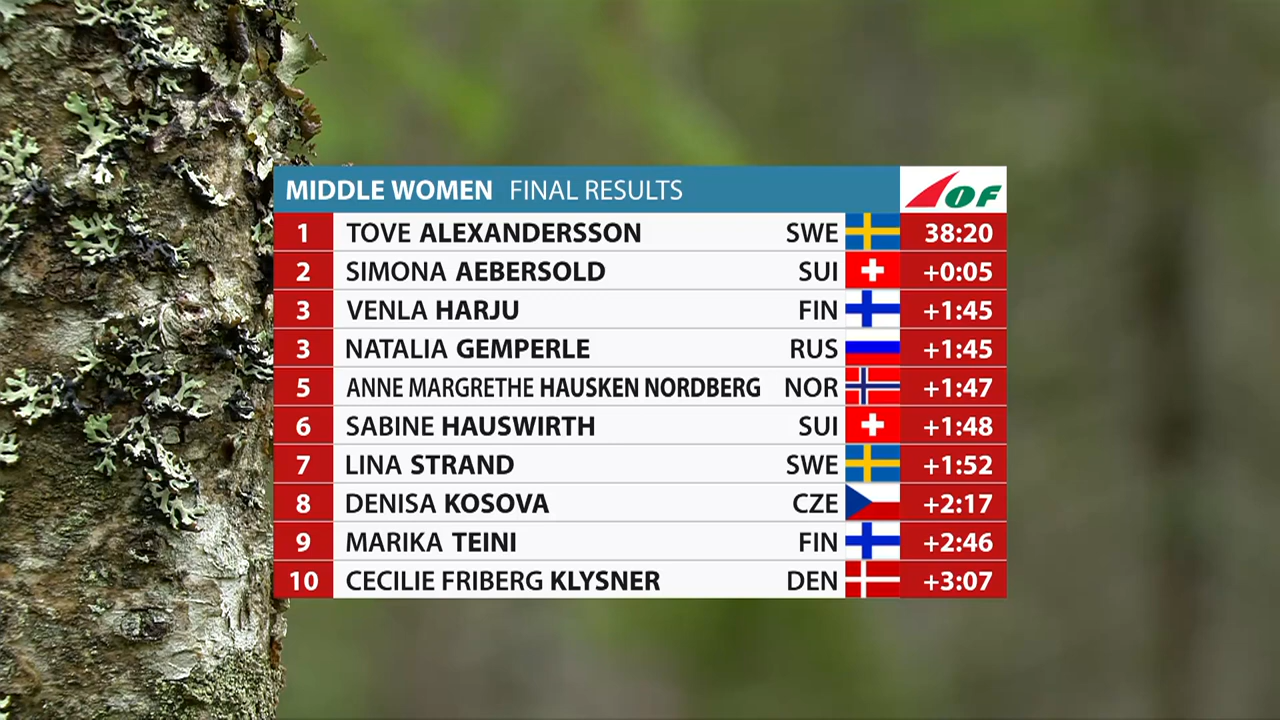 MIDDLE WOMEN FINAL RESULTS IOF
1 TOVE ALEXANDERSSON SWE 38:20
2 SIMONA AEBERSOLD SUI +0:05
3 VENLA HARJU FIN +1:45
3 NATALIA GEMPERLE RUS +1:45
5 ANNE MARGRETHE HAUSKEN NORDBERG NOR +1:47
6 SABINE HAUSWIRTH SUI +1:48
7 LINA STRAND SWE +1:52
8 DENISA KOSOVA CZE +2:17
9 MARIKA TEINI FIN +2:46
10 CECILIE FRIBERG KLYSNER DEN +3:07